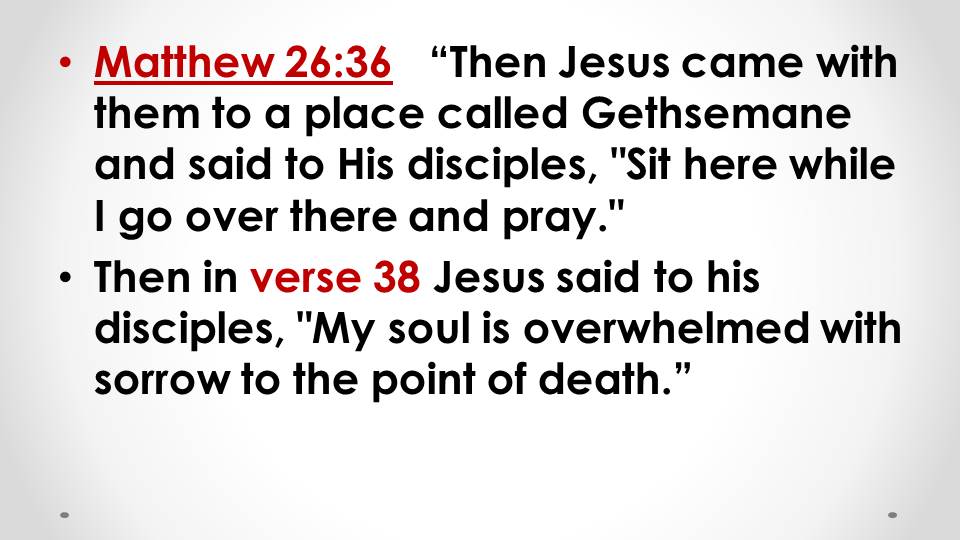 • Matthew 26:36 “Then Jesus came with
them to a place called Gethsemane
and said to His disciples, "Sit here while
I go over there and pray."
• Then in verse 38 Jesus said to his
disciples, "My soul is overwhelmed with
sorrow to the point of death.”